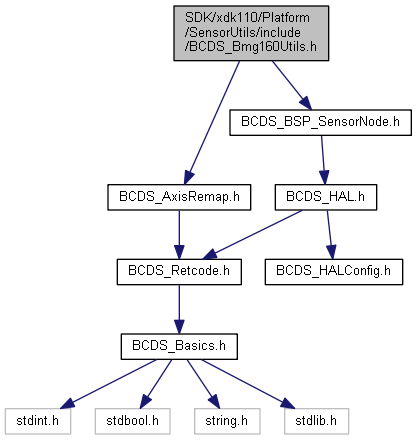 SDK/xdk110/Platform
/SensorUtils/include
/BCDS_Bmg160Utils.h
BCDS_BSP_SensorNode.h
BCDS_AxisRemap.h
BCDS_HAL.h
BCDS_Retcode.h
BCDS_HALConfig.h
BCDS_Basics.h
stdint.h
stdbool.h
string.h
stdlib.h